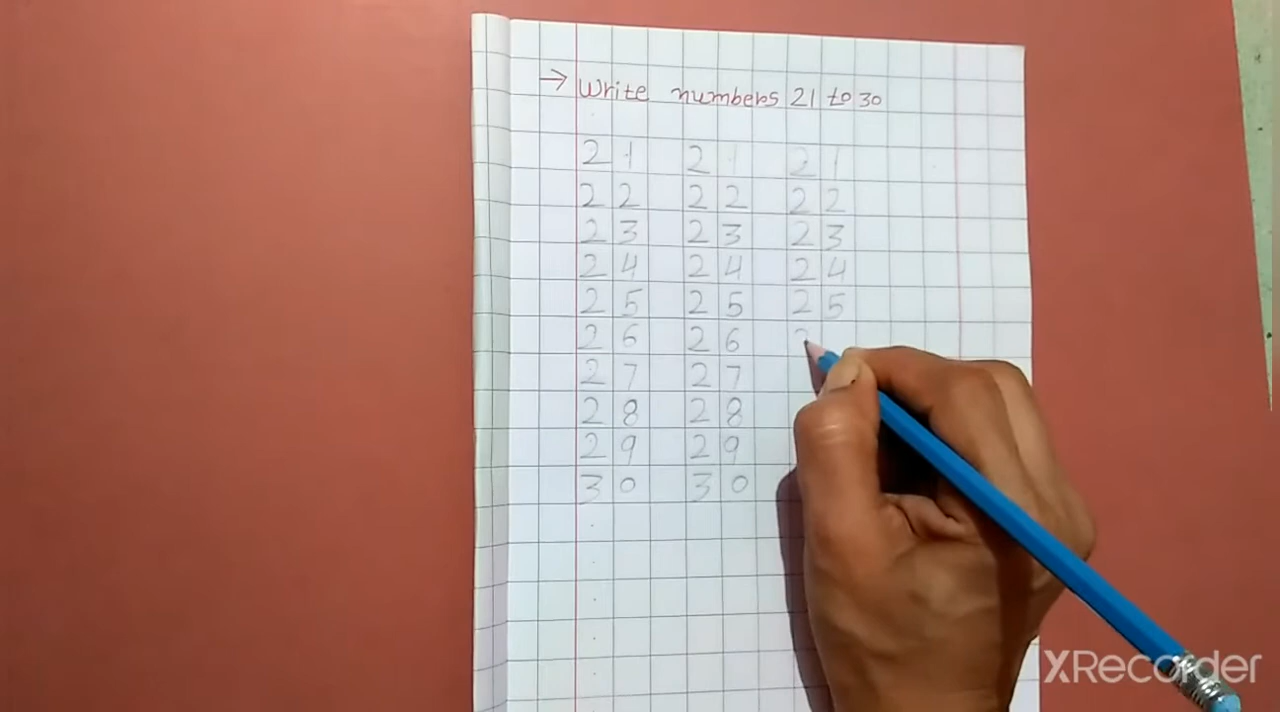 → Write numbers 21 to 30
21 21 21
22 22 22
23 23 23
24 24 24
25 25 25
26 26 2
27 27
28 28
29 29
30 30
XRecorder